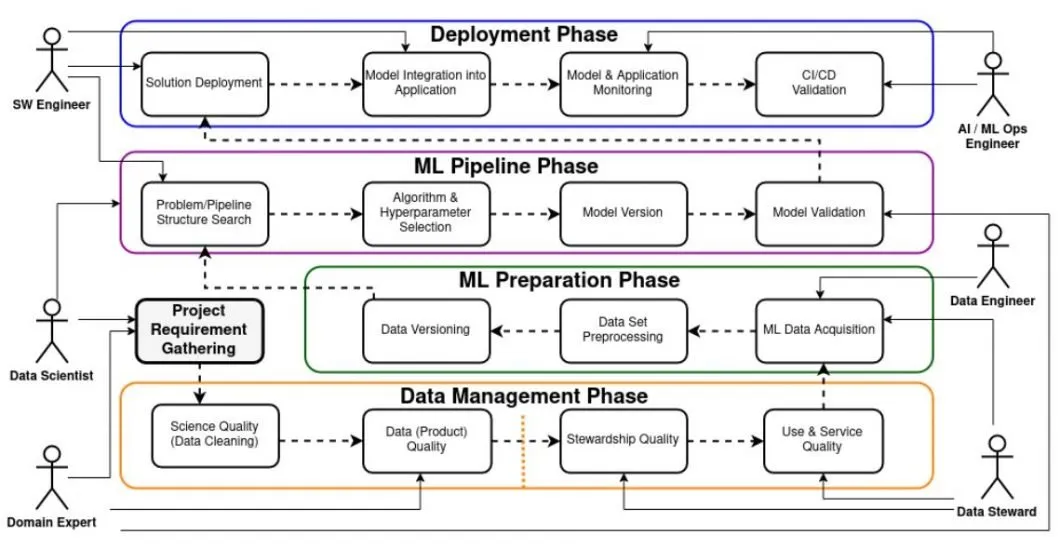 Deployment Phase
SW Engineer
Solution Deployment
Model Integration into
Application
Model & Application
Monitoring
CI/CD
Validation
AI / ML Ops
Engineer
ML Pipeline Phase
Problem/Pipeline
Structure Search
Algorithm &
Hyperparameter
Selection
Model Version
Model Validation
ML Preparation Phase
Data Engineer
Project
Requirement
Gathering
Data Versioning
Data Set
Preprocessing
ML Data Acquisition
Data Scientist
Data Management Phase
Science Quality
(Data Cleaning)
Data (Product)
Quality
Stewardship Quality
Use & Service
Quality
Domain Expert
Data Steward